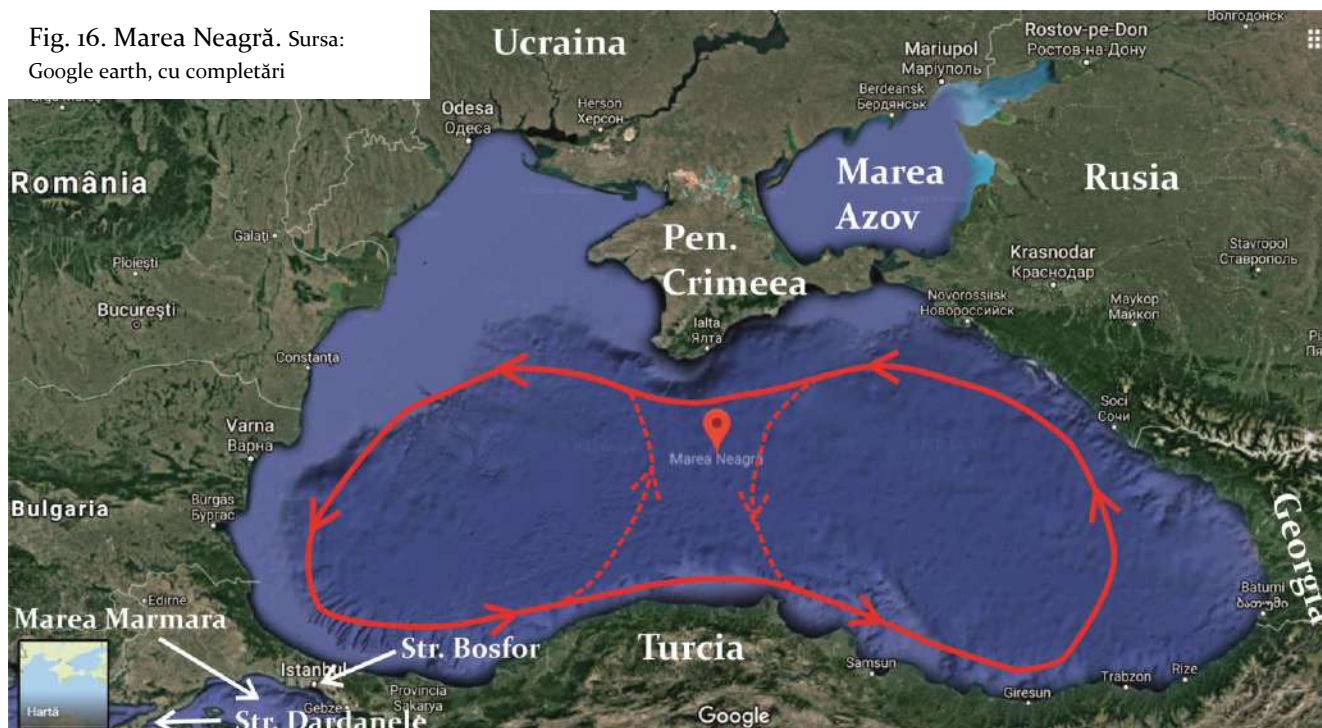 Fig. 16. Marea Neagră. Sursa:
Google earth, cu completări
Ucraina
Волгодонск
Rostov-pe-Don
Ростов-на-Дону
Mariupol
Маріуполь
Berdeansk
Бердянськ
Odesa
Одеса
Herson
Херсон
România
Marea
Azov
Rusia
Galați
Pen.
Crimeea
Krasnodar
Краснодар
Stavropol
Ставрополь
Ploiești
București
Novorossiisk
Новороссийск
Maykop
Майкоп
Ialta
Ялта
Constanța
Soci
Сочи
Varna
Варна
Marea Neagră
Burgas
Бургас
Bulgaria
Georgia
Batumi
ბათუმი
Edirne
Marea Marmara
Str. Bosfor
Turcia
Istanbul
Samsun
Trabzon
Rize
Provincia
Sakarya
Giresun
Gebze
Hartă
Str. Dardanele
Google